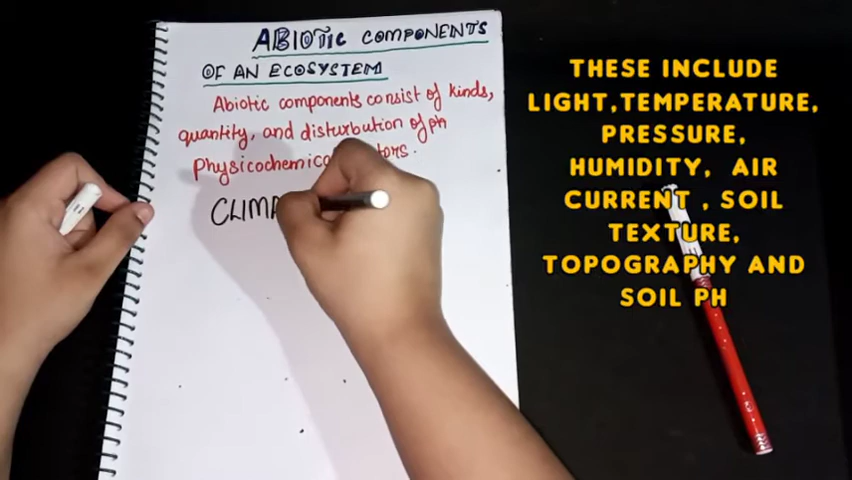 ABIOTIC COMPONENTS
OF AN ECOSYSTEM
Abiotic components consist of kinds,
quantity, and disturbution of ph
Physicochemic
CLIMA
THESE INCLUDE
LIGHT,TEMPERATURE,
PRESSURE,
HUMIDITY, AIR
CURRENT , SOIL
TEXTURE,
TOPOGRAPHY AND
SOIL PH